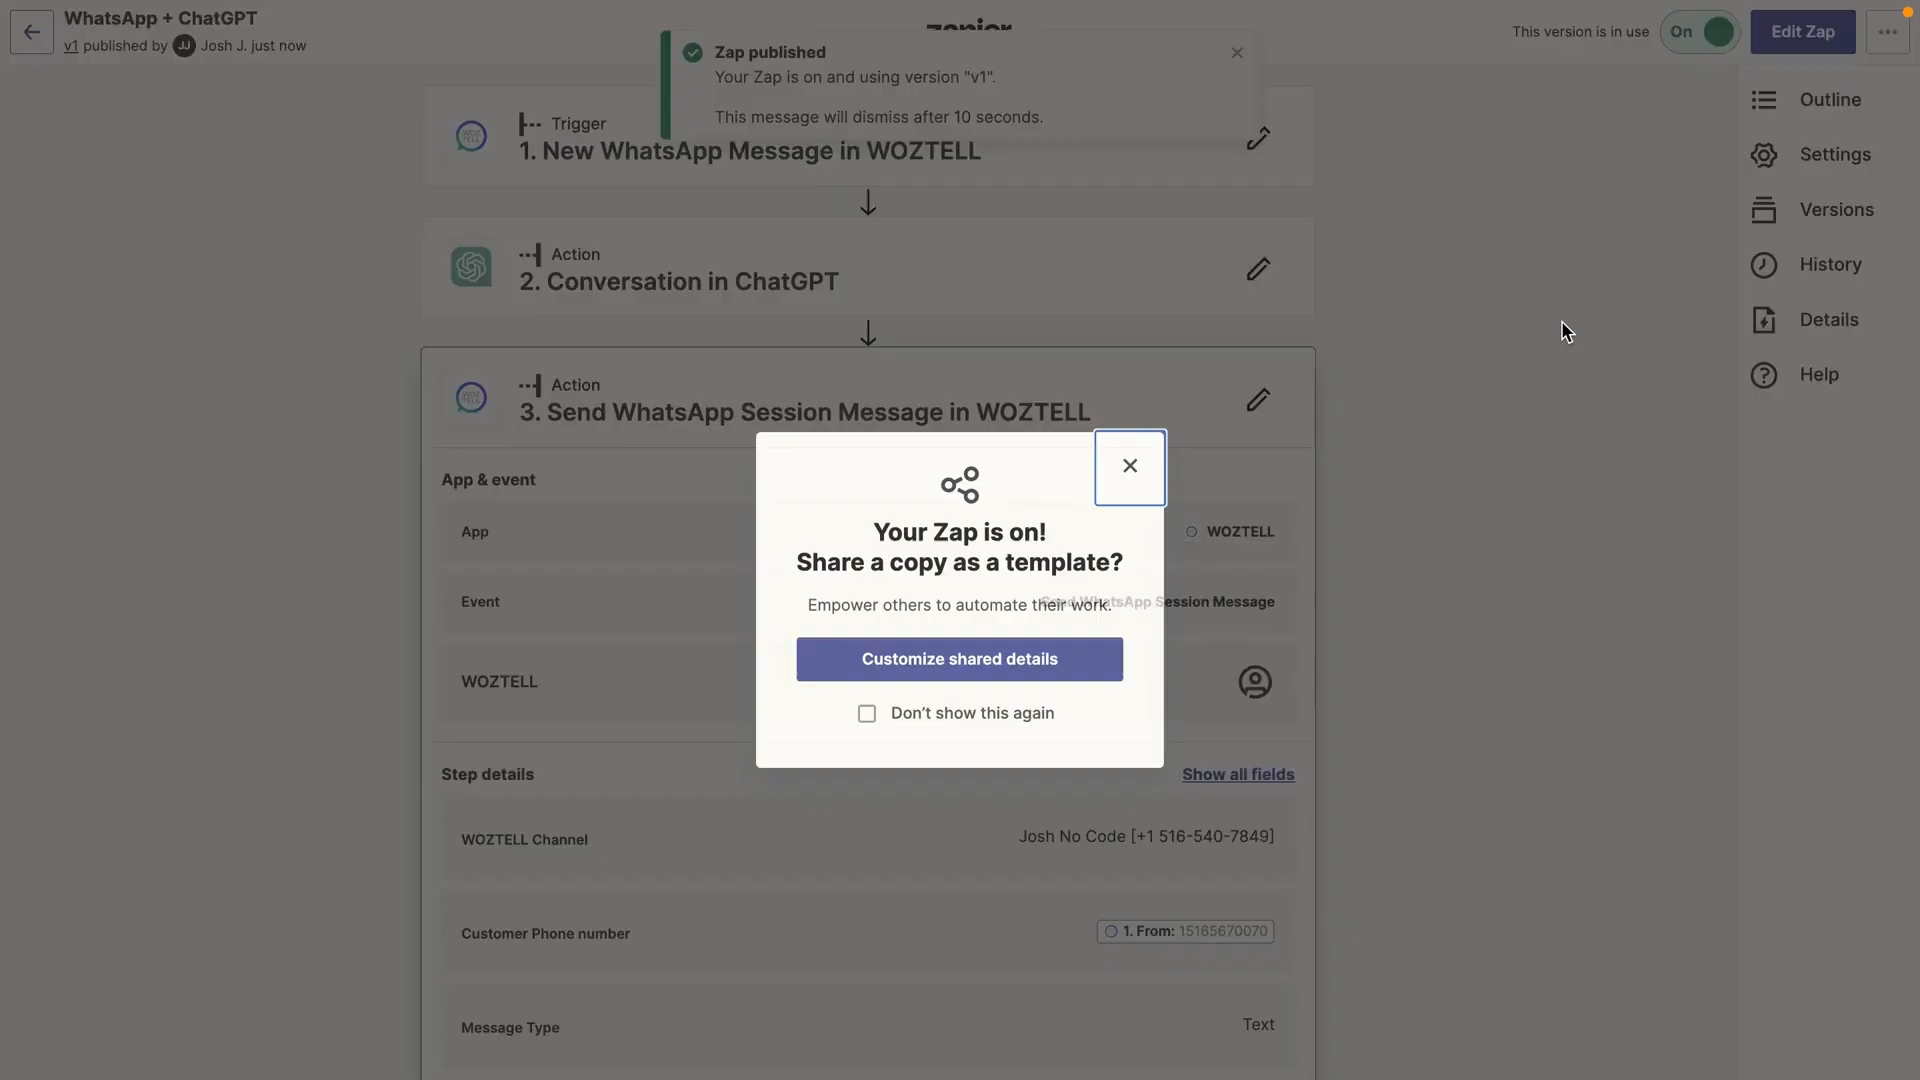 WhatsApp + ChatGPT
v1 published by JJ Josh J. just now
zapier
This version is in use
On
Edit Zap
Zap published
Your Zap is on and using version "v1".
This message will dismiss after 10 seconds.
Trigger
1. New WhatsApp Message in WOZTELL
Action
2. Conversation in ChatGPT
Action
3. Send WhatsApp Session Message in WOZTELL
Outline
Settings
Versions
History
Details
Help
App & event
App
WOZTELL
Event
Send WhatsApp Session Message
WOZTELL
Your Zap is on!
Share a copy as a template?
Empower others to automate their work.
Customize shared details
Don't show this again
Step details
Show all fields
WOZTELL Channel
Josh No Code [+1 516-540-7849]
Customer Phone number
1. From: 15165670070
Message Type
Text